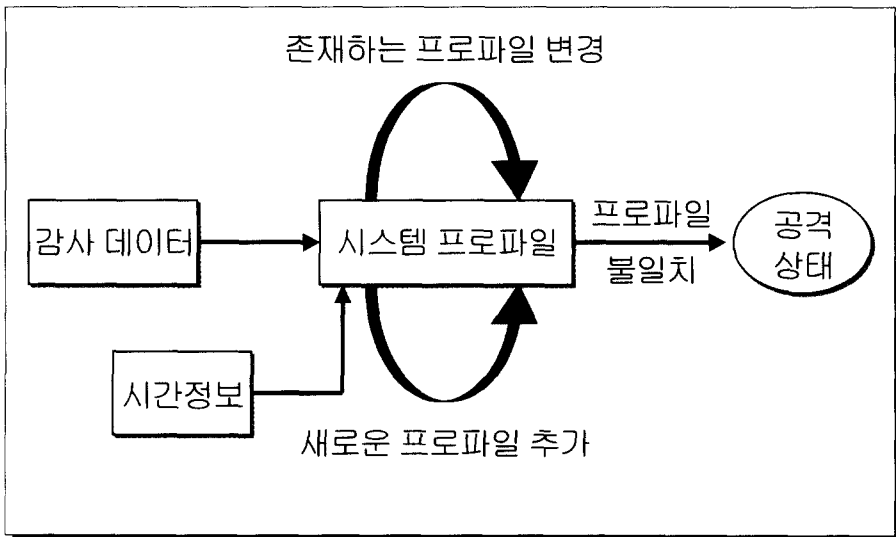 존재하는 프로파일 변경
감사 데이터
시스템 프로파일
프로파일
불일치
공격
상태
시간정보
새로운 프로파일 추가